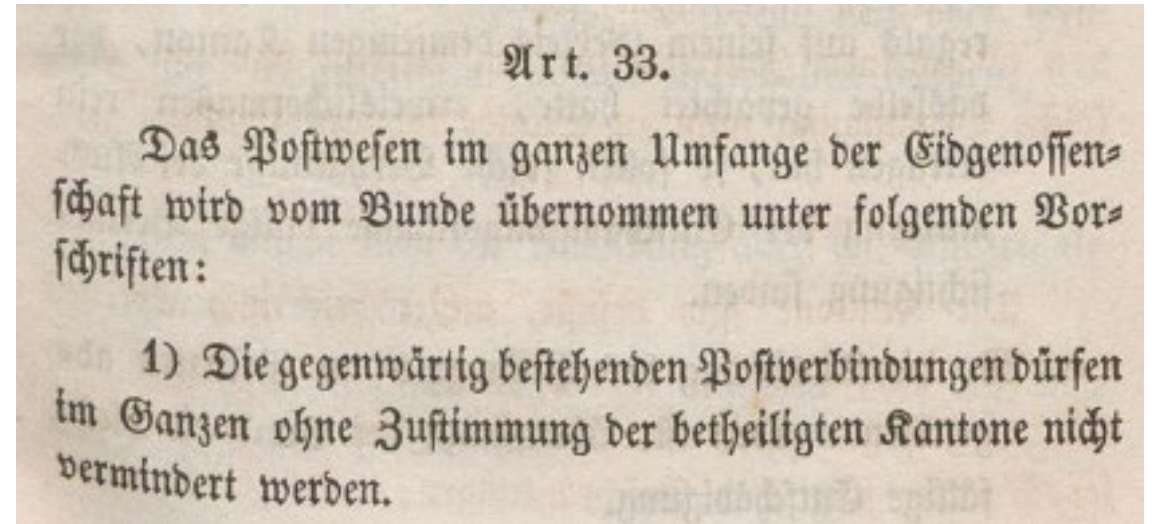 Art. 33.
Das Postwesen im ganzen Umfange der Eidgenossen-
schaft wird vom Bunde übernommen unter folgenden Vor-
schriften:
1) Die gegenwärtig bestehenden Postverbindungen dürfen
im Ganzen ohne Zustimmung der betheiligten Kantone nicht
vermindert werden.